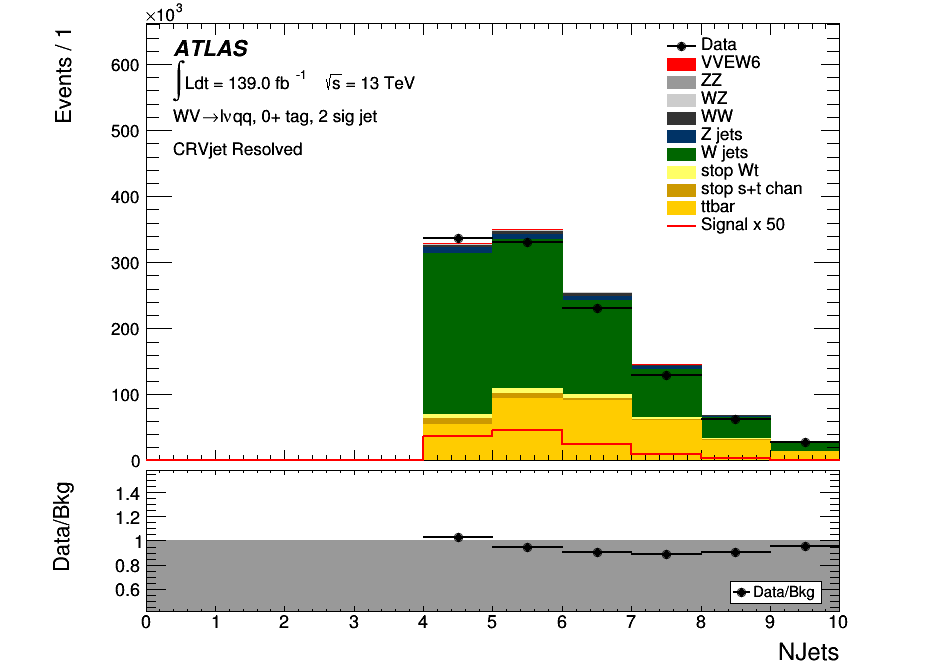 ×10³
Events / 1
600
500
400
300
200
100
0
ATLAS
∫Ldt = 139.0 fb⁻¹ √s = 13 TeV
WV→lνqq, 0+ tag, 2 sig jet
CRVjet Resolved
Data
VVEW6
ZZ
WZ
WW
Z jets
W jets
stop Wt
stop s+t chan
ttbar
Signal x 50
Data/Bkg
1.4
1.2
1
0.8
0.6
Data/Bkg
0 1 2 3 4 5 6 7 8 9 10
NJets